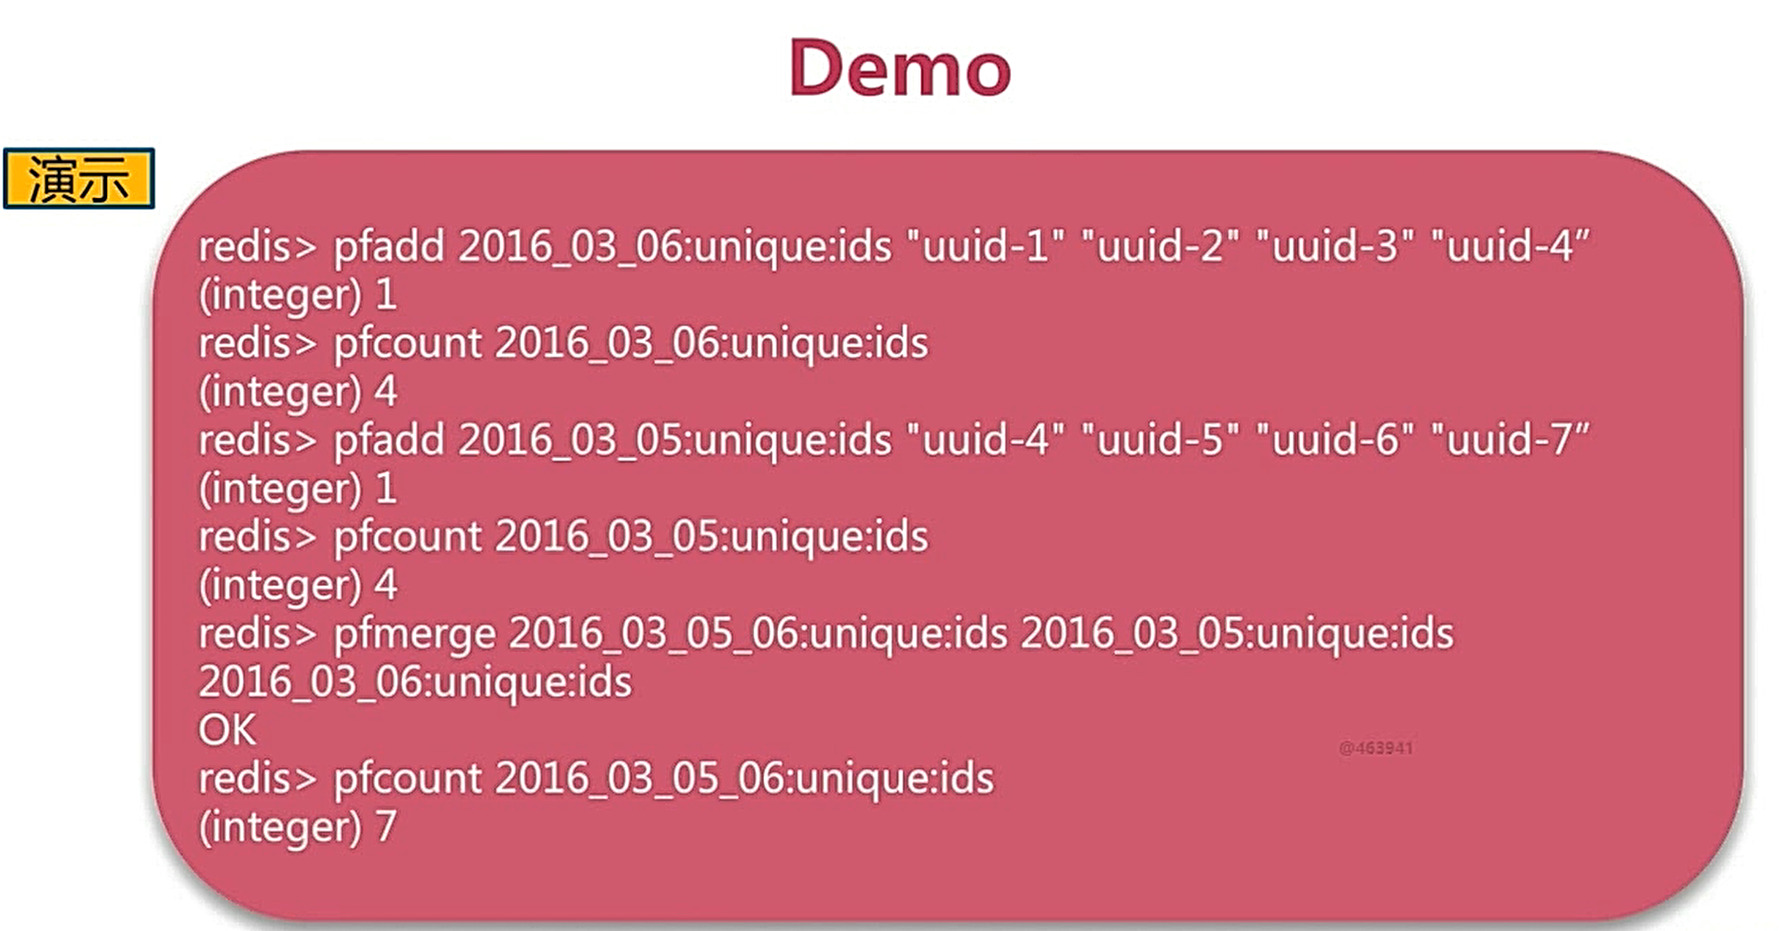 Demo
演示
redis> pfadd 2016_03_06:unique:ids "uuid-1" "uuid-2" "uuid-3" "uuid-4”
(integer) 1
redis> pfcount 2016_03_06:unique:ids
(integer) 4
redis> pfadd 2016_03_05:unique:ids "uuid-4" "uuid-5" "uuid-6" "uuid-7”
(integer) 1
redis> pfcount 2016_03_05:unique:ids
(integer) 4
redis> pfmerge 2016_03_05_06:unique:ids 2016_03_05:unique:ids
2016_03_06:unique:ids
OK
@463941
redis> pfcount 2016_03_05_06:unique:ids
(integer) 7